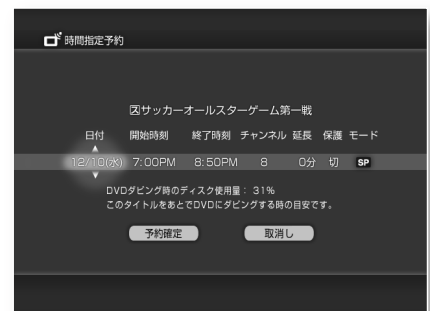 時間指定予約
🅂サッカーオールスターゲーム第一戦
日付 開始時刻 終了時刻 チャンネル 延長 保護 モード
12/10(水) 7:00PM 8:50PM 8 0分 切 SP
DVDダビング時のディスク使用量： 31%
このタイトルをあとでDVDにダビングする時の目安です。
予約確定 取消し